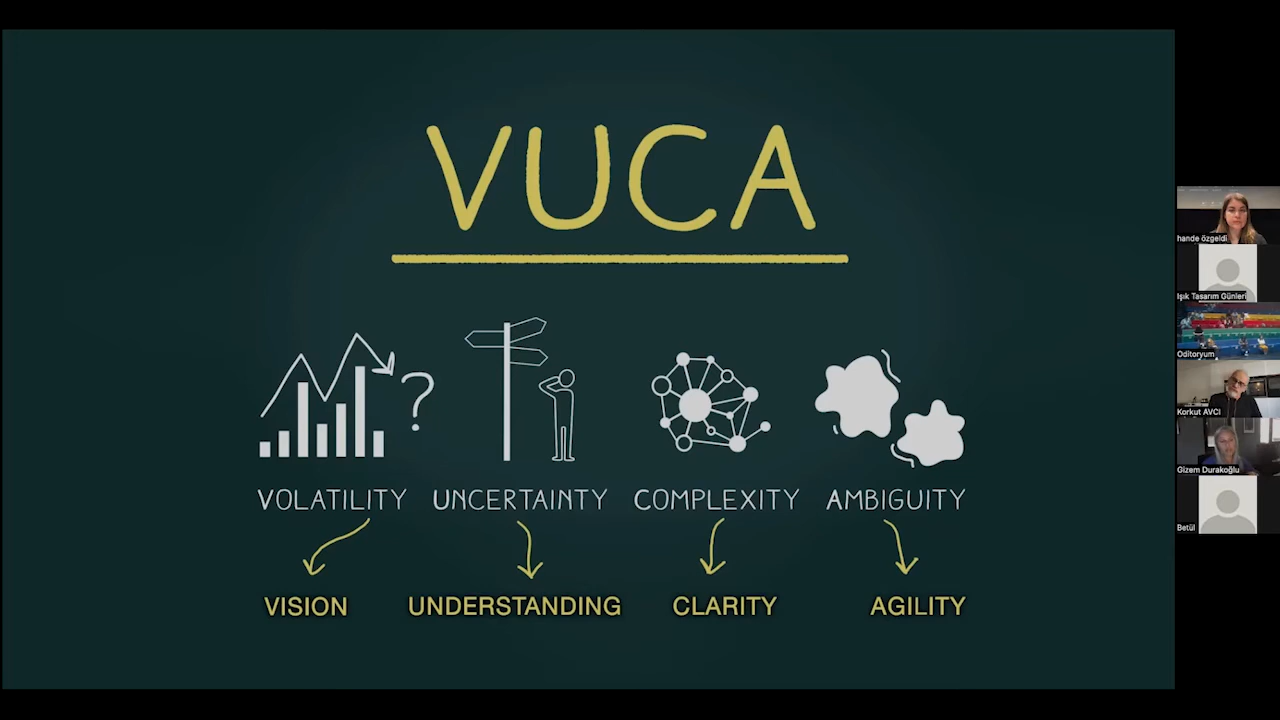 VUCA
?
VOLATILITY UNCERTAINTY COMPLEXITY AMBIGUITY
VISION UNDERSTANDING CLARITY AGILITY
hande özgeldi
Işık Tasarım Günleri
Oditoryum
Korkut AVCI
Gizem Durakoğlu
Betül